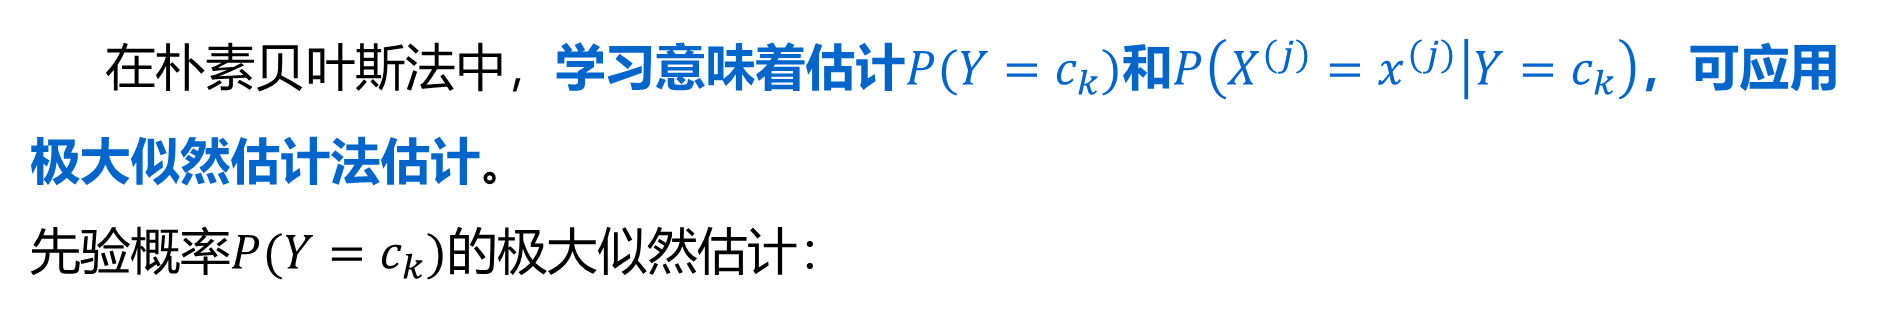 在朴素贝叶斯法中，学习意味着估计P(Y = c_k)和P(X^{(j)} = x^{(j)}|Y = c_k)，可应用
极大似然估计法估计。
先验概率P(Y = c_k)的极大似然估计：